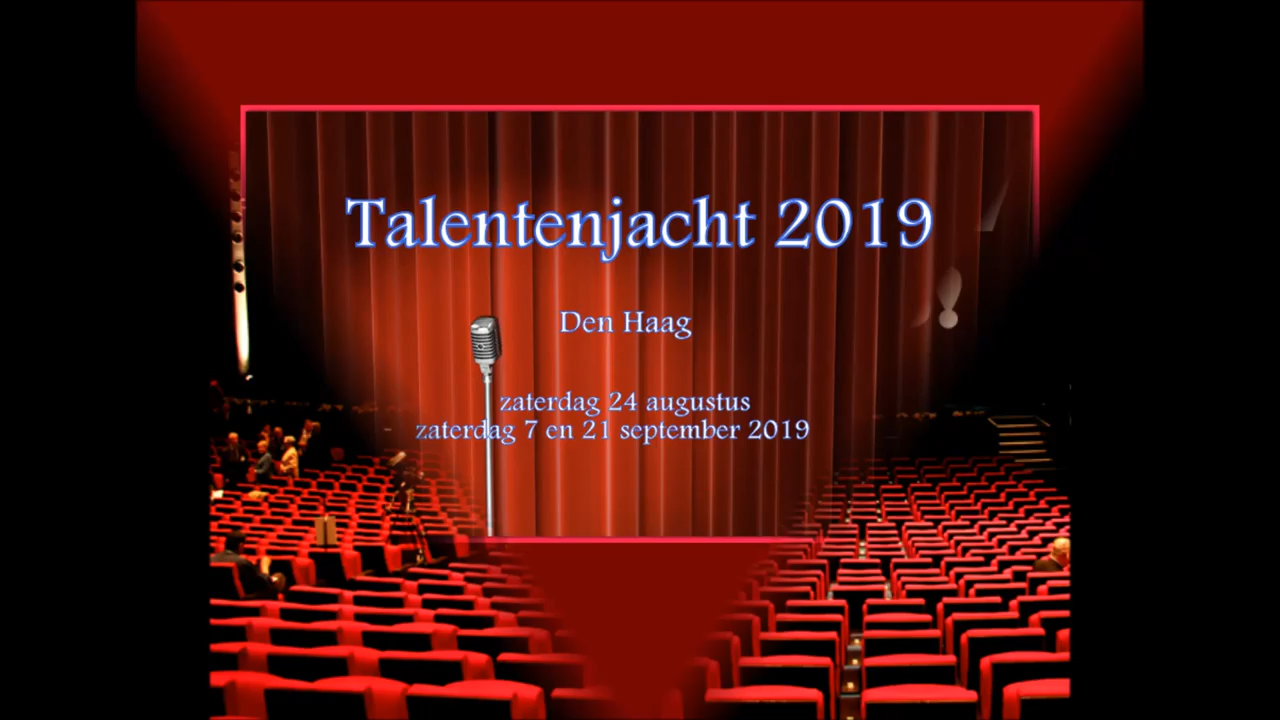 Talentenjacht 2019
Den Haag
zaterdag 24 augustus
zaterdag 7 en 21 september 2019